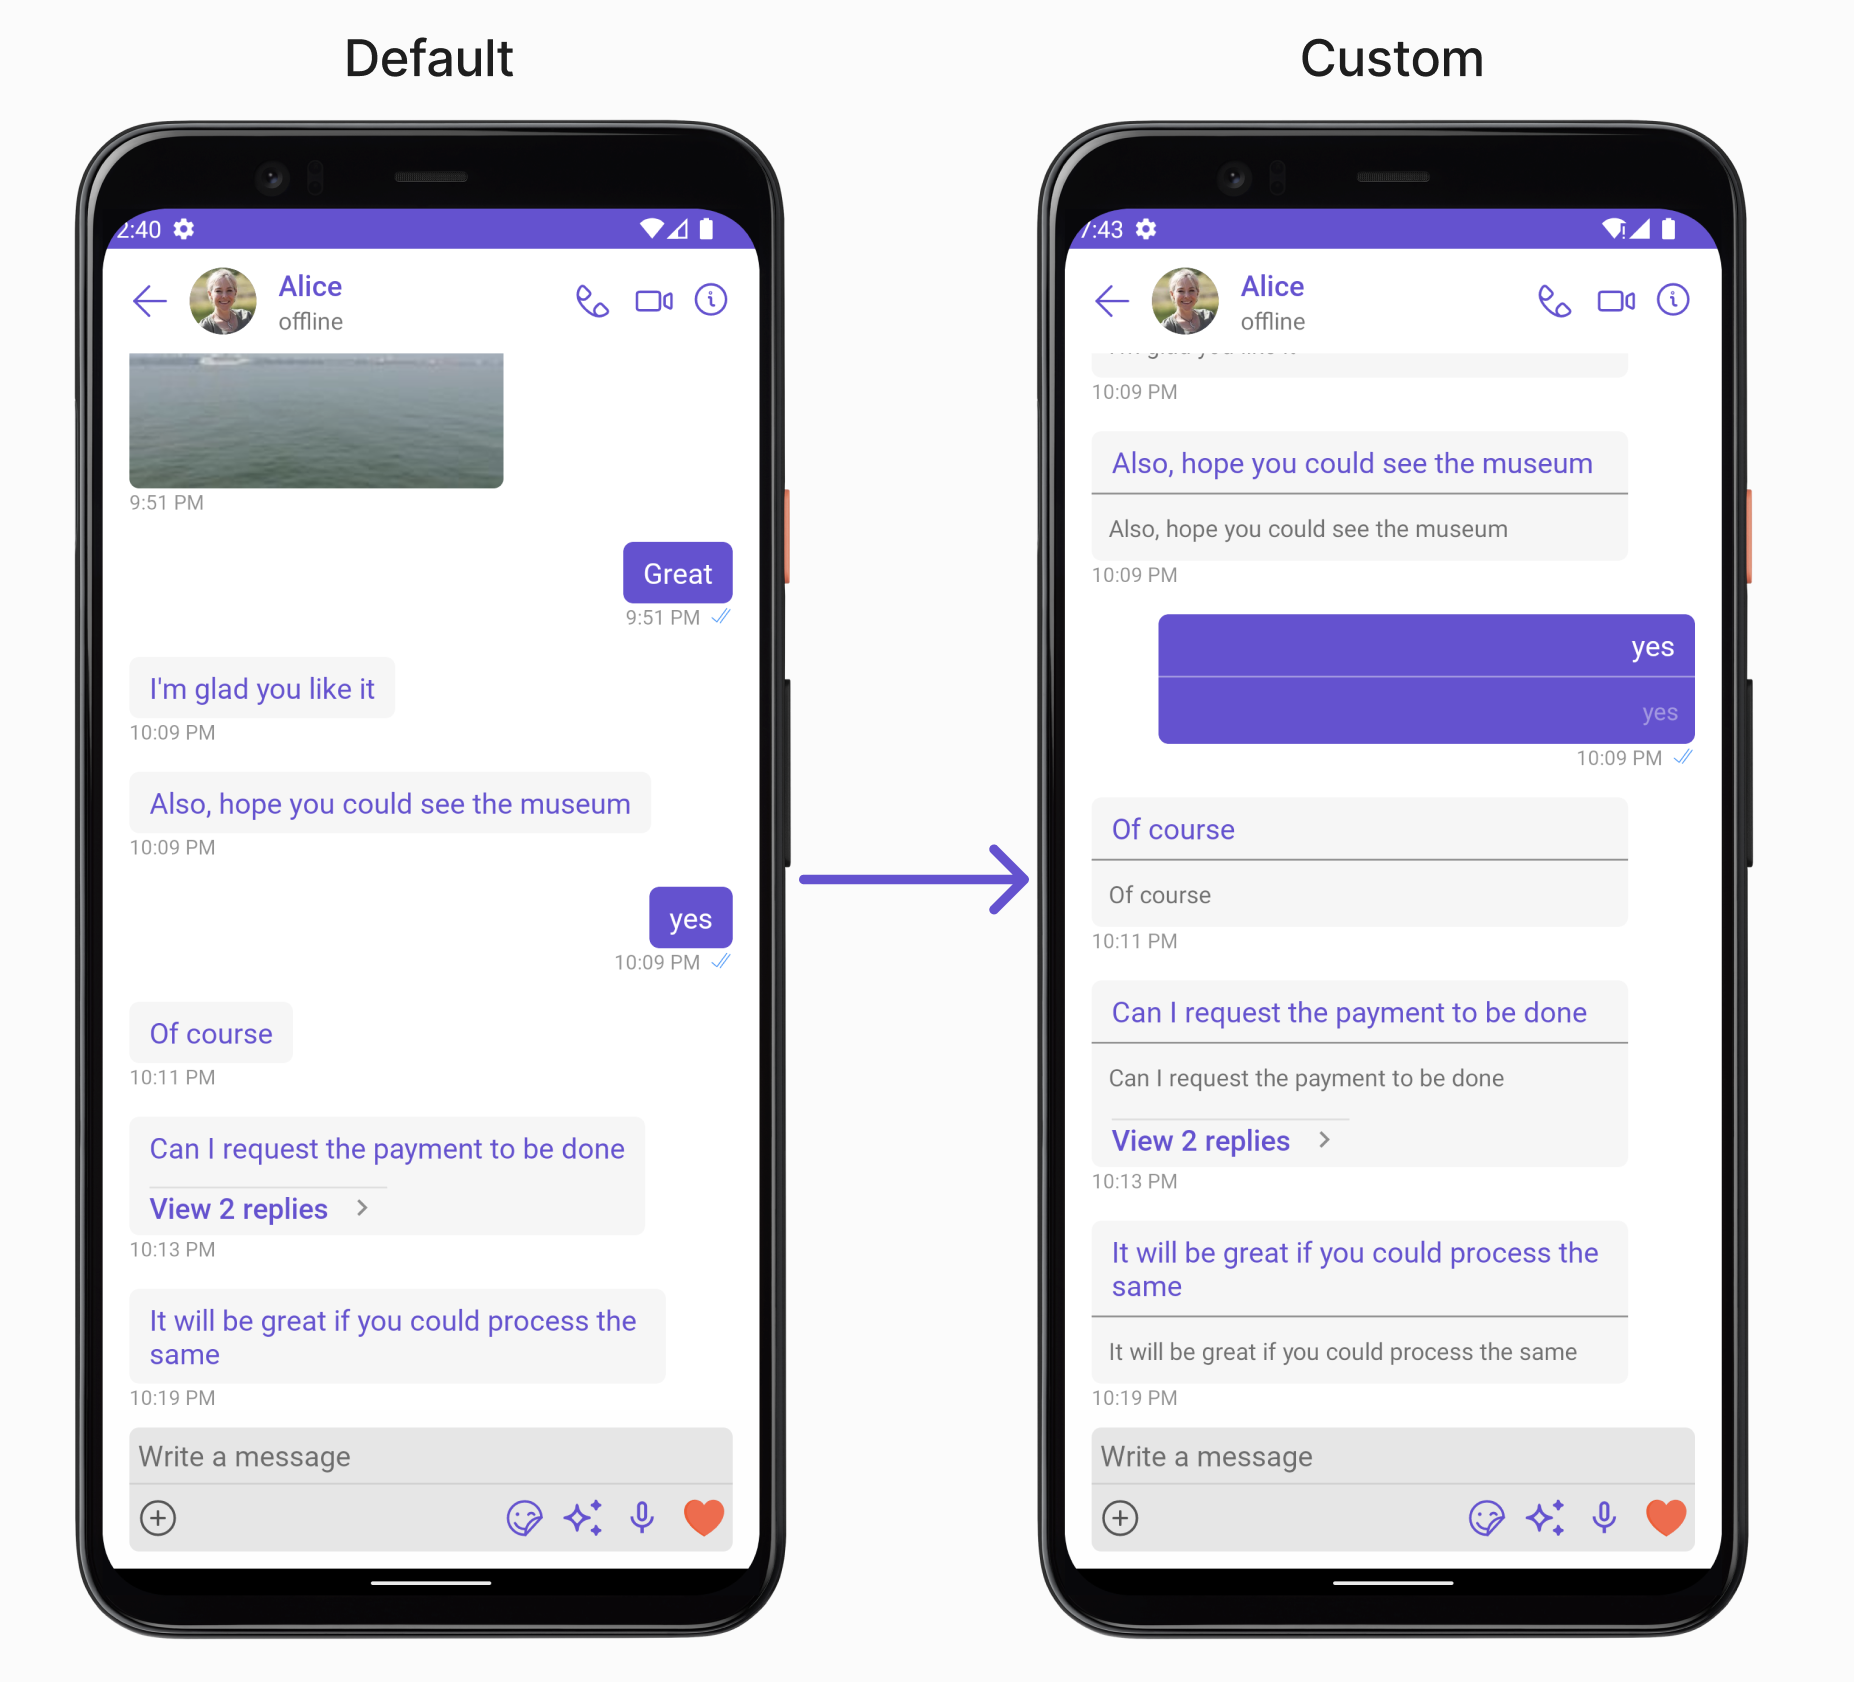 Default
2:40
Alice
offline
9:51 PM
Great
9:51 PM
I'm glad you like it
10:09 PM
Also, hope you could see the museum
10:09 PM
yes
10:09 PM
Of course
10:11 PM
Can I request the payment to be done
View 2 replies
10:13 PM
It will be great if you could process the
same
10:19 PM
Write a message
Custom
7:43
Alice
offline
I'm glad you like it
10:09 PM
Also, hope you could see the museum
Also, hope you could see the museum
10:09 PM
yes
yes
10:09 PM
Of course
Of course
10:11 PM
Can I request the payment to be done
Can I request the payment to be done
View 2 replies
10:13 PM
It will be great if you could process the
same
It will be great if you could process the same
10:19 PM
Write a message